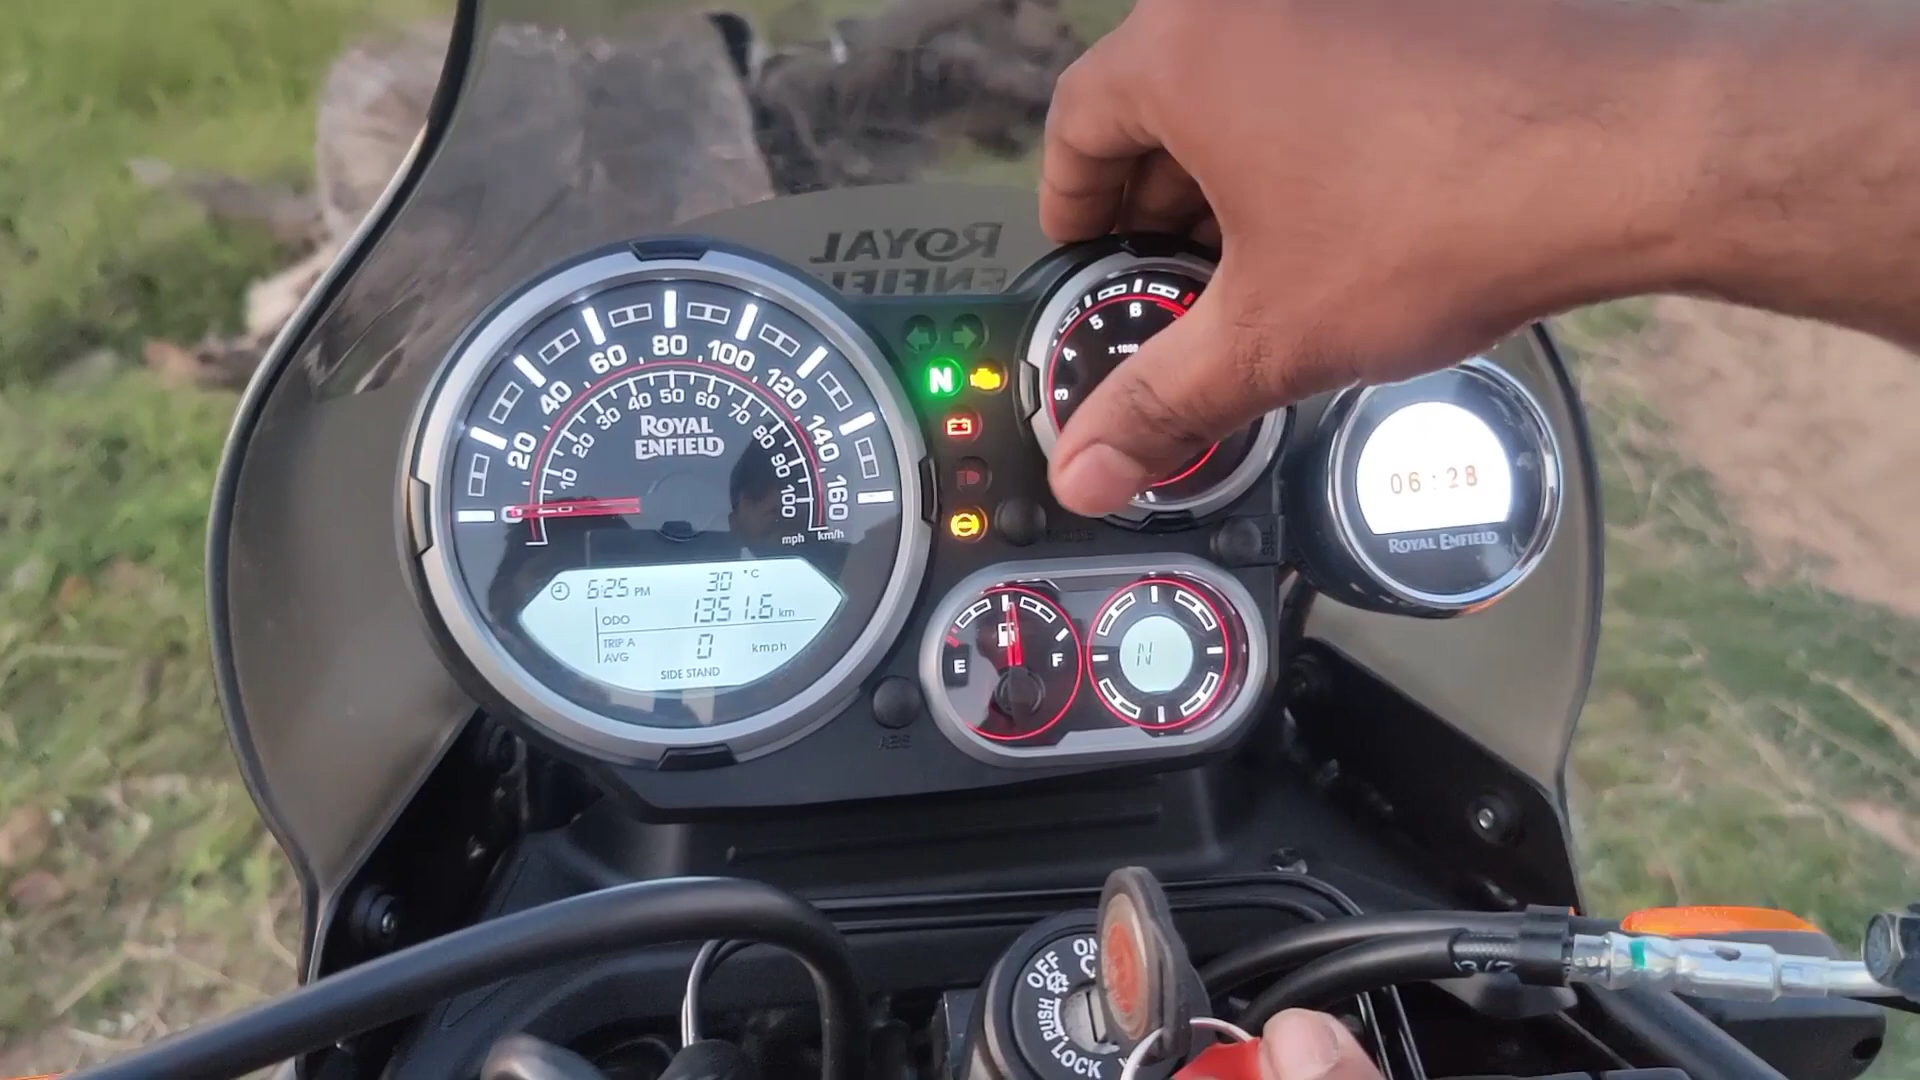 ROYAL
ENFI
0 20 40 60 80 100 120 140 160
10 20 30 40 50 60 70 80 90 100
ROYAL
ENFIELD
mph km/h
6:25 PM 30 °C
ODO 1351.6 km
TRIP A
AVG 0 kmph
SIDE STAND
N
3 4 5 6
x 1000
06:28
ROYAL ENFIELD
E F
N
OFF ON
PUSH
LOCK